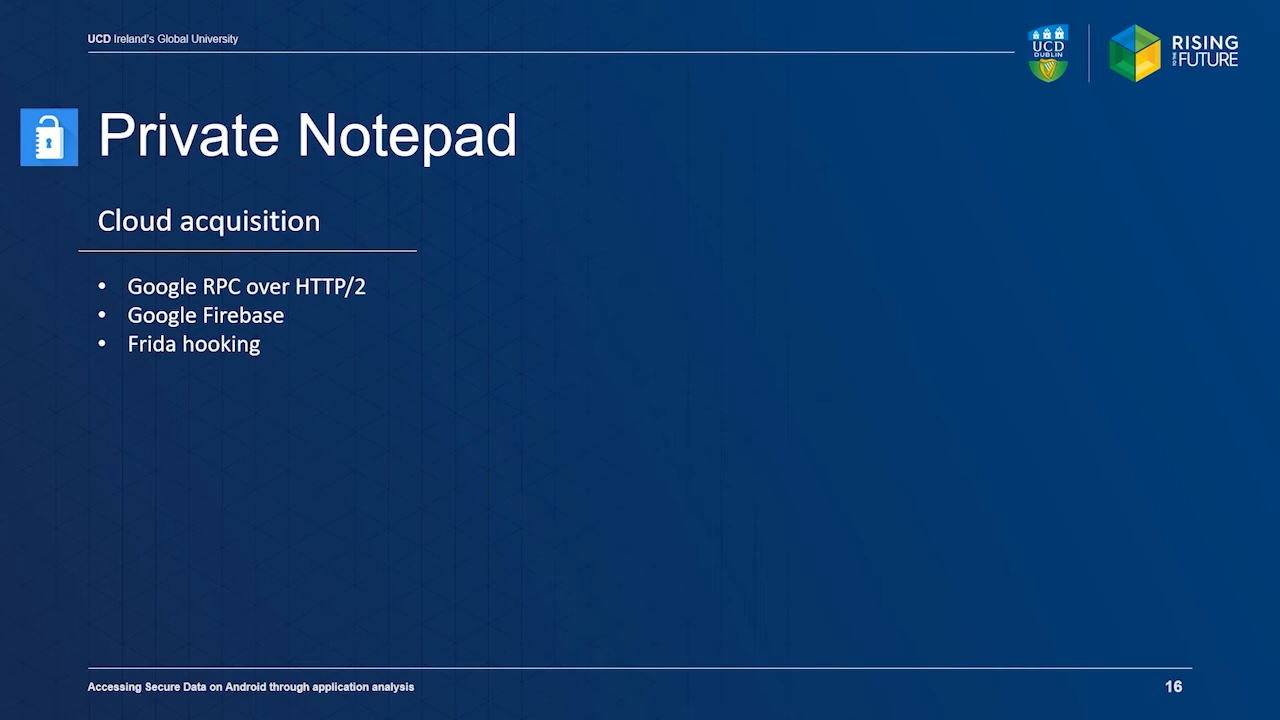 UCD Ireland's Global University
UCD
DUBLIN
RISING
TO THE FUTURE
Private Notepad
Cloud acquisition
• Google RPC over HTTP/2
• Google Firebase
• Frida hooking
Accessing Secure Data on Android through application analysis
16